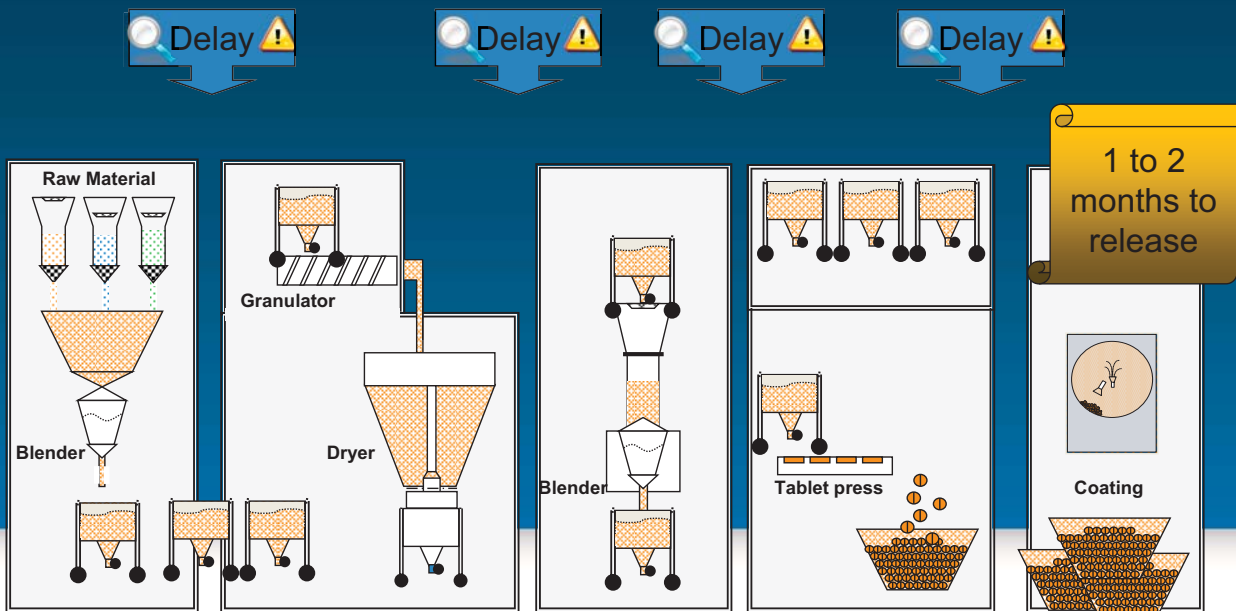 Delay
Delay
Delay
Delay
1 to 2
months to
release
Raw Material
Granulator
Blender
Dryer
Blender
Tablet press
Coating